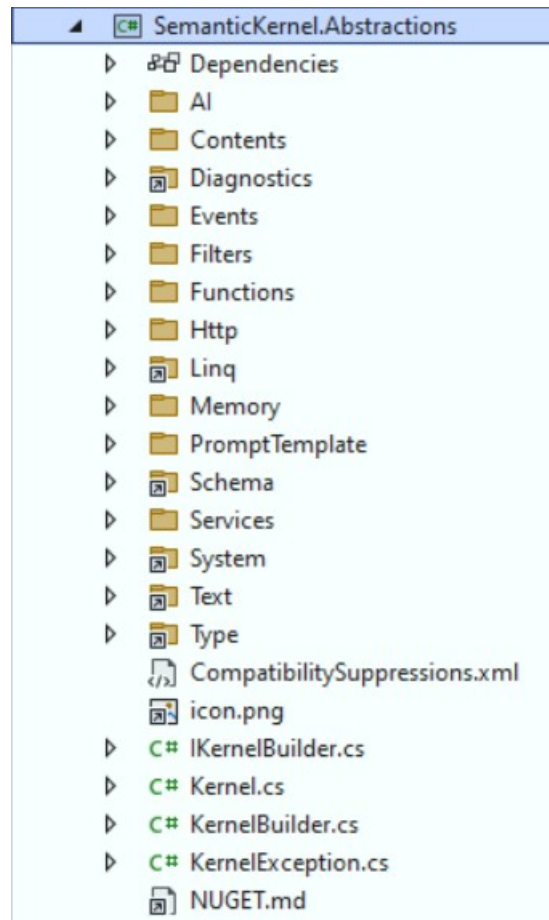 C# SemanticKernel.Abstractions
Dependencies
AI
Contents
Diagnostics
Events
Filters
Functions
Http
Linq
Memory
PromptTemplate
Schema
Services
System
Text
Type
CompatibilitySuppressions.xml
icon.png
C# IKernelBuilder.cs
C# Kernel.cs
C# KernelBuilder.cs
C# KernelException.cs
NUGET.md